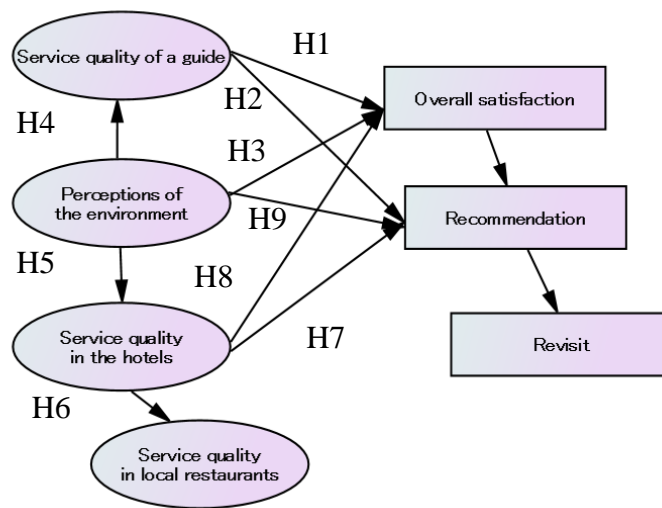 H1
Service quality of a guide
Overall satisfaction
H2
H4
H3
Perceptions of
the environment
Recommendation
H9
H5
H8
Service quality
in the hotels
H7
Revisit
H6
Service quality
in local restaurants